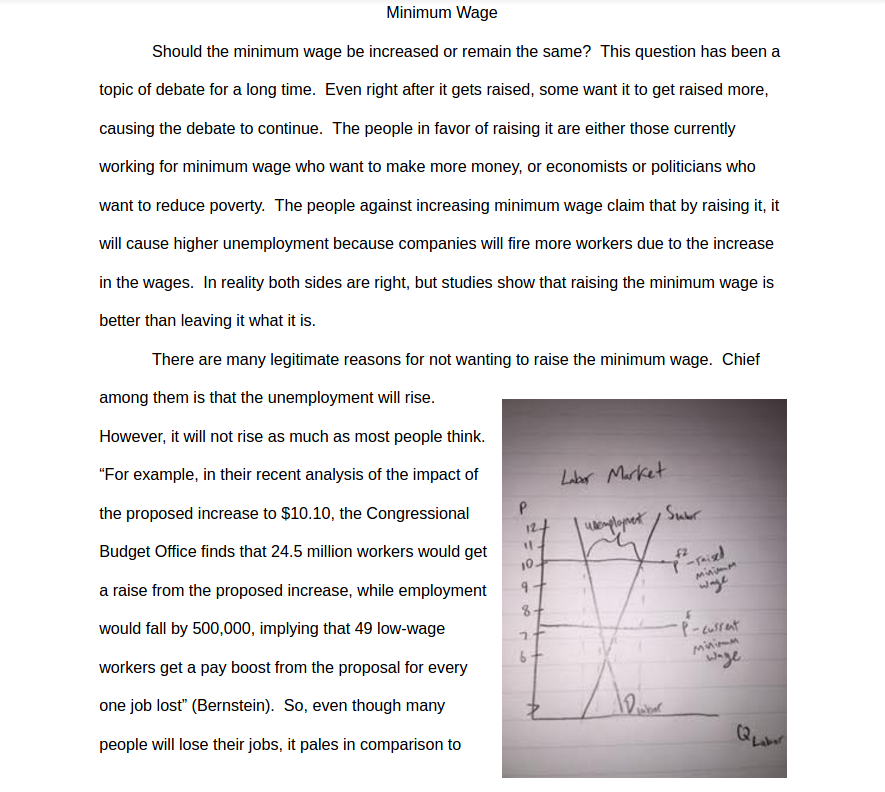 Minimum Wage
Should the minimum wage be increased or remain the same?  This question has been a
topic of debate for a long time.  Even right after it gets raised, some want it to get raised more,
causing the debate to continue.  The people in favor of raising it are either those currently
working for minimum wage who want to make more money, or economists or politicians who
want to reduce poverty.  The people against increasing minimum wage claim that by raising it, it
will cause higher unemployment because companies will fire more workers due to the increase
in the wages.  In reality both sides are right, but studies show that raising the minimum wage is
better than leaving it what it is.
There are many legitimate reasons for not wanting to raise the minimum wage.  Chief
among them is that the unemployment will rise.
However, it will not rise as much as most people think.
“For example, in their recent analysis of the impact of
the proposed increase to $10.10, the Congressional
Budget Office finds that 24.5 million workers would get
a raise from the proposed increase, while employment
would fall by 500,000, implying that 49 low-wage
workers get a pay boost from the proposal for every
one job lost” (Bernstein).  So, even though many
people will lose their jobs, it pales in comparison to
Labor Market
P
unemployment
12
11
10
9
8
7
6
f2
P - raised
minimum
wage
f
P - current
minimum
wage
D labor
Q Labor